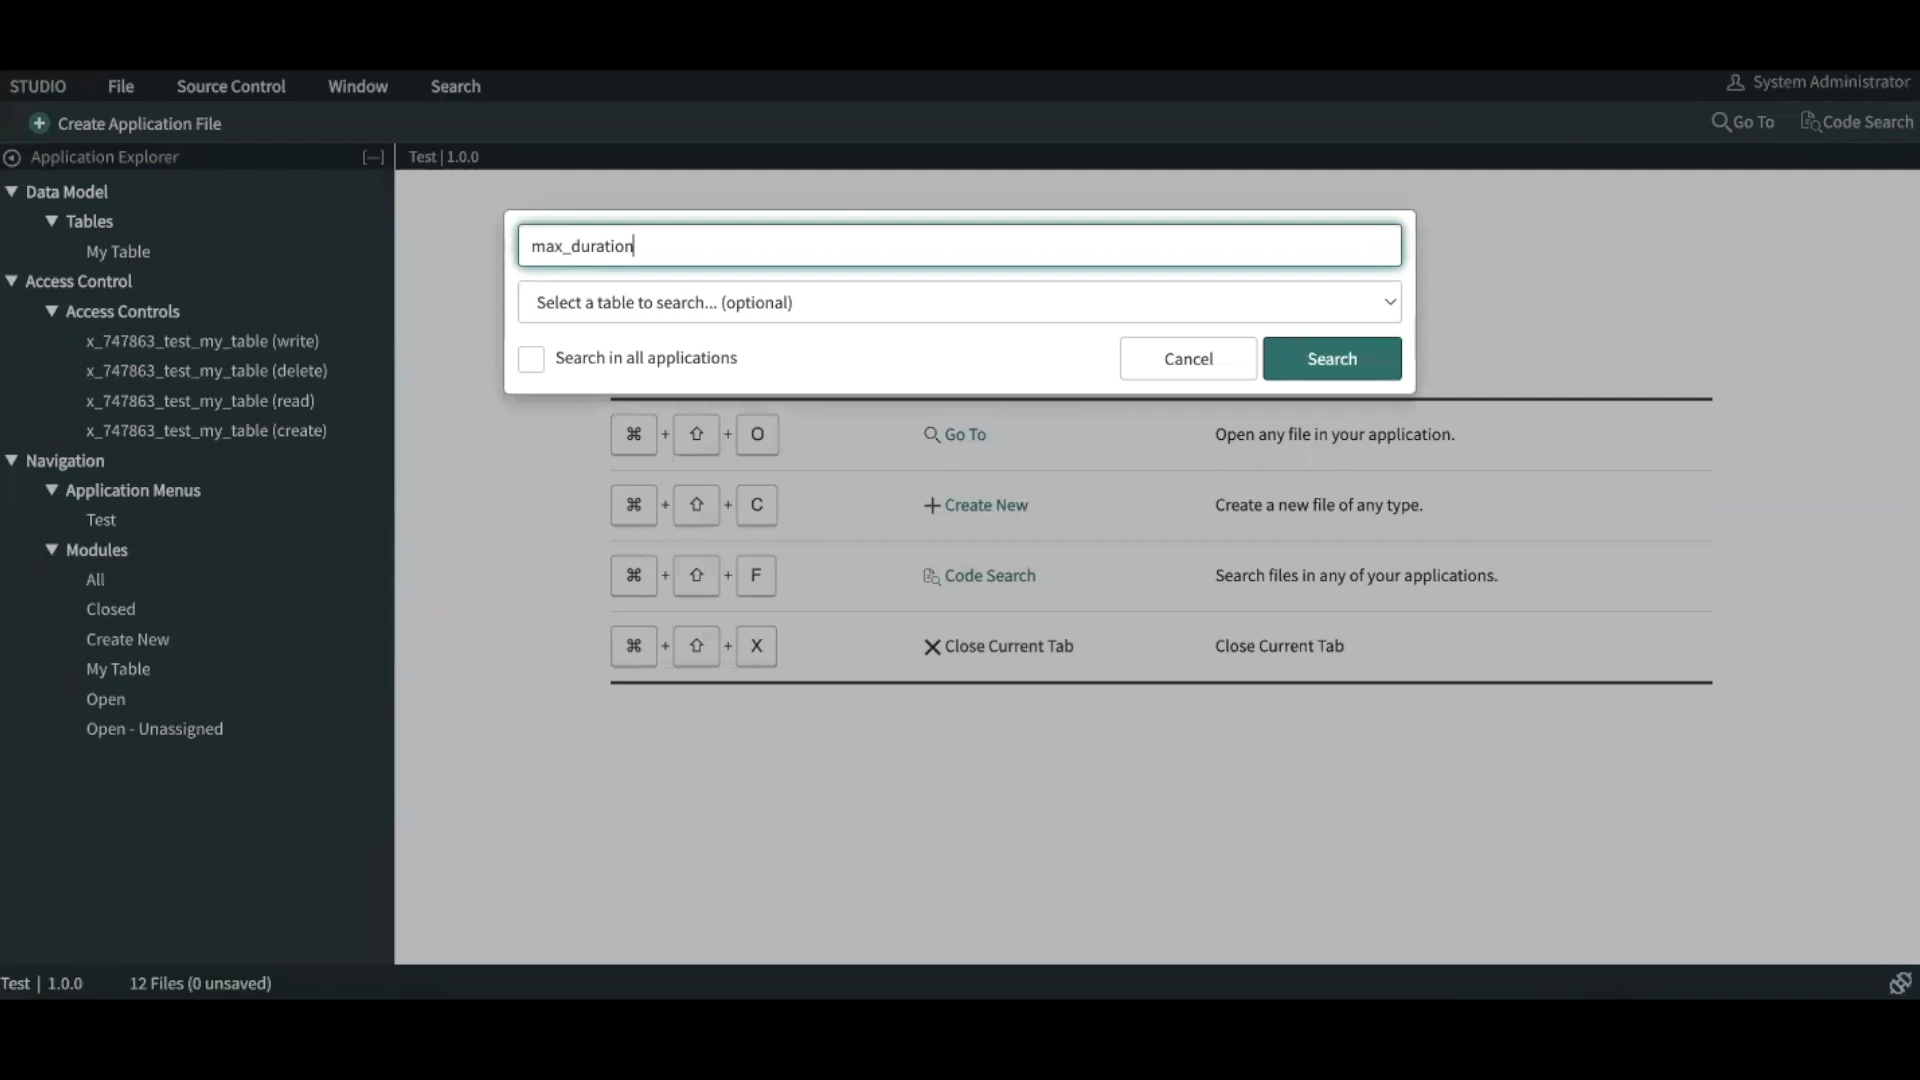 STUDIO File Source Control Window Search System Administrator
+ Create Application File Go To Code Search
Application Explorer [—] Test | 1.0.0
Data Model
Tables
My Table
Access Control
Access Controls
x_747863_test_my_table (write)
x_747863_test_my_table (delete)
x_747863_test_my_table (read)
x_747863_test_my_table (create)
Navigation
Application Menus
Test
Modules
All
Closed
Create New
My Table
Open
Open - Unassigned
max_duration
Select a table to search... (optional)
Search in all applications Cancel Search
⌘ + ⇧ + O Go To Open any file in your application.
⌘ + ⇧ + C Create New Create a new file of any type.
⌘ + ⇧ + F Code Search Search files in any of your applications.
⌘ + ⇧ + X Close Current Tab Close Current Tab
Test | 1.0.0 12 Files (0 unsaved)